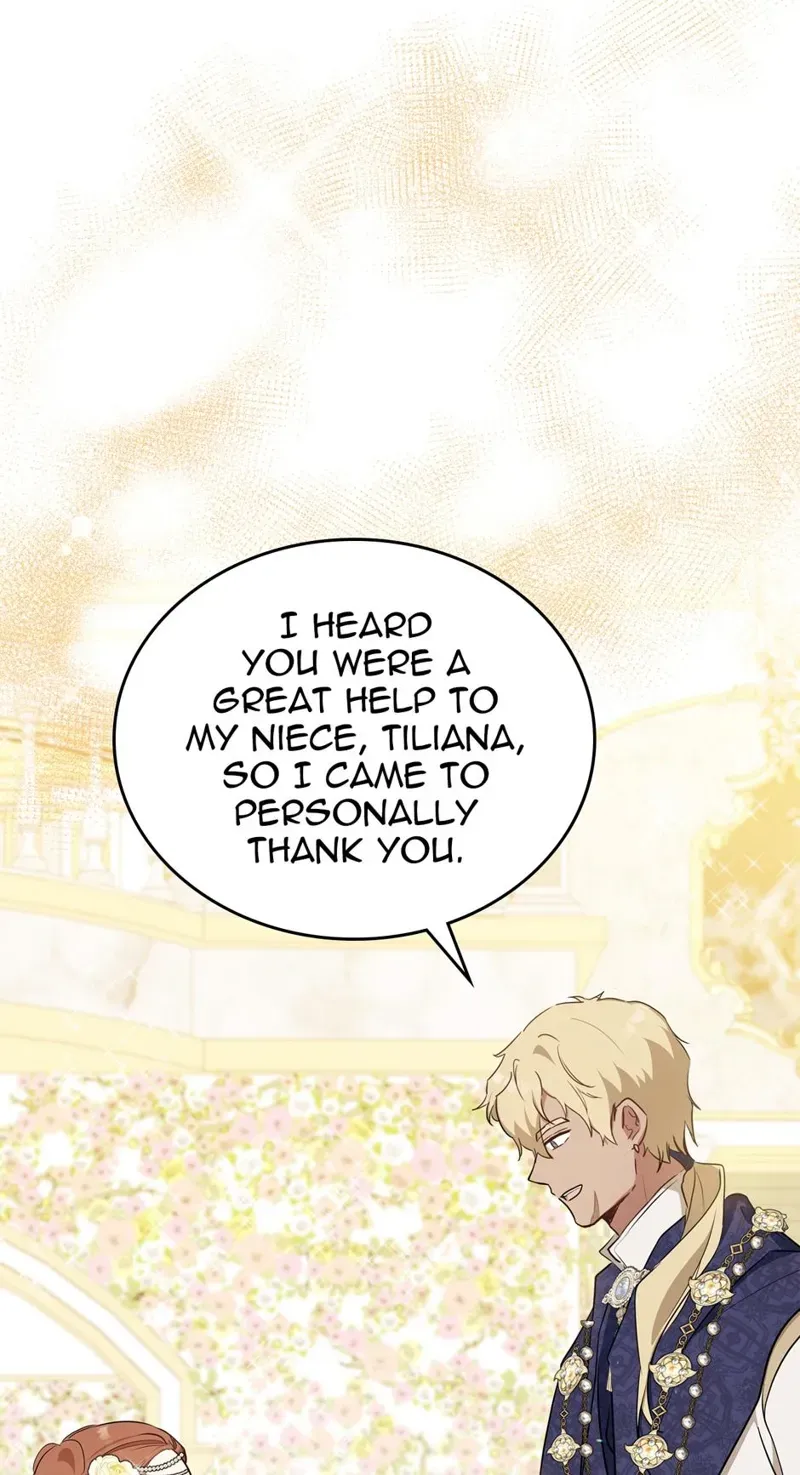 I HEARD
YOU WERE A
GREAT HELP TO
MY NIECE, TILIANA,
SO I CAME TO
PERSONALLY
THANK YOU.